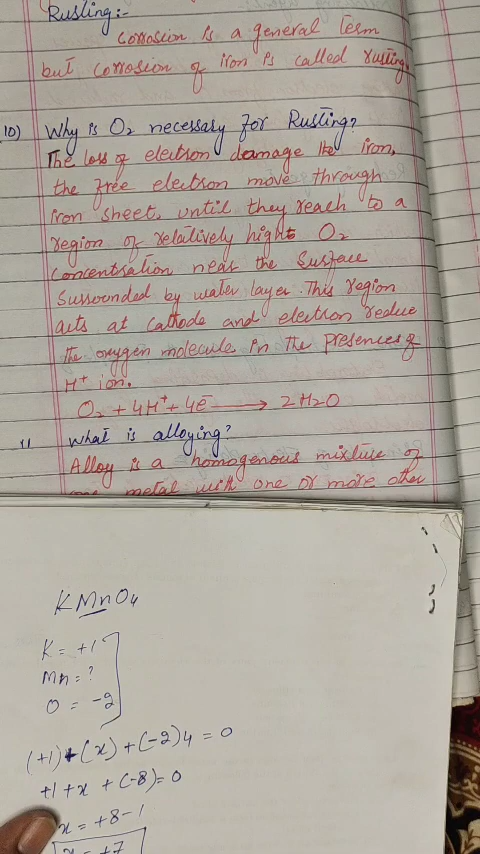 Rusting:-
Corrosion is a general term
but corrosion of iron is called rusting.
10) Why is O2 necessary for Rusting?
The loss of electron damage the iron,
the free electron move through
iron sheet, until they reach to a
region of relatively high O2
concentration near the surface
surrounded by water layer. This region
acts at cathode and electron reduce
the oxygen molecule in the presences of
H+ ion.
O2 + 4H+ + 4e- ⟶ 2H2O
11 What is alloying?
Alloy is a homogenous mixture of
metal with one or more other
KMnO4
K = +1
Mn = ?
O = -2
(+1) + (x) + (-2)4 = 0
+1 + x + (-8) = 0
x = +8-1
x = +7